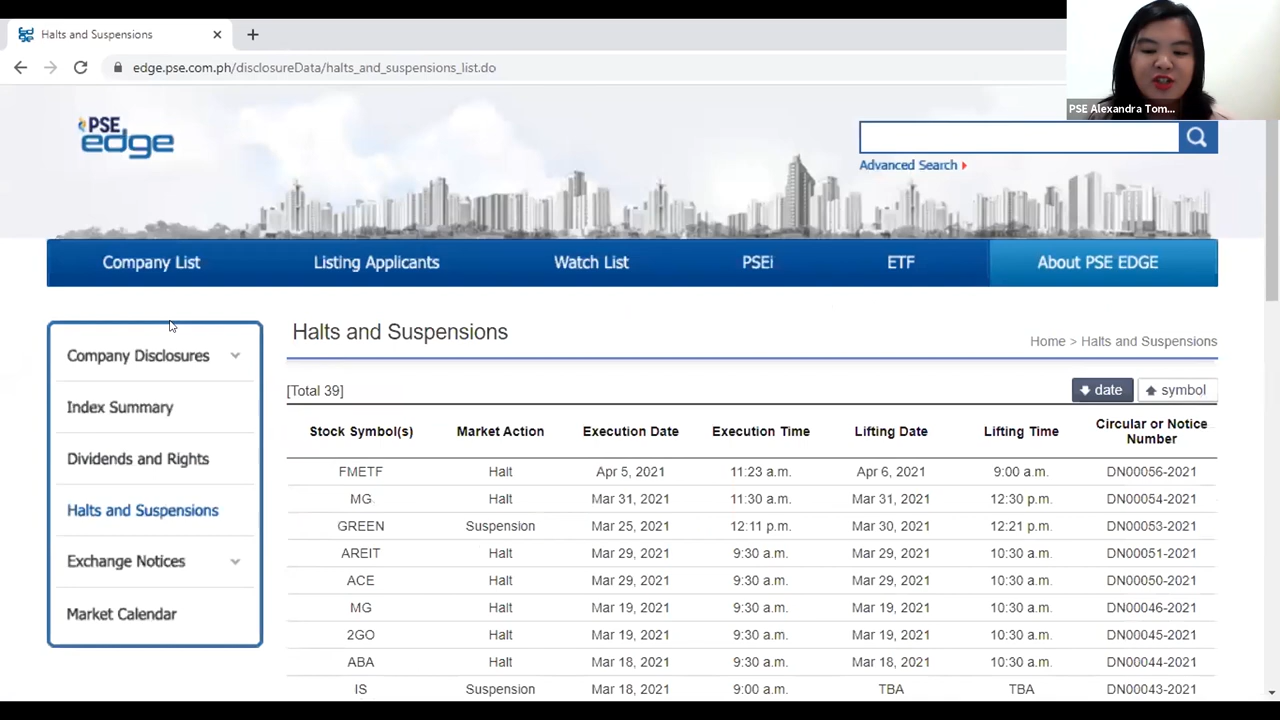 Halts and Suspensions
edge.pse.com.ph/disclosureData/halts_and_suspensions_list.do
PSE Alexandra Tom...
PSE
edge
Advanced Search
Company List Listing Applicants Watch List PSEi ETF About PSE EDGE
Company Disclosures
Index Summary
Dividends and Rights
Halts and Suspensions
Exchange Notices
Market Calendar
Halts and Suspensions
Home > Halts and Suspensions
[Total 39] date symbol
Stock Symbol(s) Market Action Execution Date Execution Time Lifting Date Lifting Time Circular or Notice Number
FMETF Halt Apr 5, 2021 11:23 a.m. Apr 6, 2021 9:00 a.m. DN00056-2021
MG Halt Mar 31, 2021 11:30 a.m. Mar 31, 2021 12:30 p.m. DN00054-2021
GREEN Suspension Mar 25, 2021 12:11 p.m. Mar 30, 2021 12:21 p.m. DN00053-2021
AREIT Halt Mar 29, 2021 9:30 a.m. Mar 29, 2021 10:30 a.m. DN00051-2021
ACE Halt Mar 29, 2021 9:30 a.m. Mar 29, 2021 10:30 a.m. DN00050-2021
MG Halt Mar 19, 2021 9:30 a.m. Mar 19, 2021 10:30 a.m. DN00046-2021
2GO Halt Mar 19, 2021 9:30 a.m. Mar 19, 2021 10:30 a.m. DN00045-2021
ABA Halt Mar 18, 2021 9:30 a.m. Mar 18, 2021 10:30 a.m. DN00044-2021
IS Suspension Mar 18, 2021 9:00 a.m. TBA TBA DN00043-2021